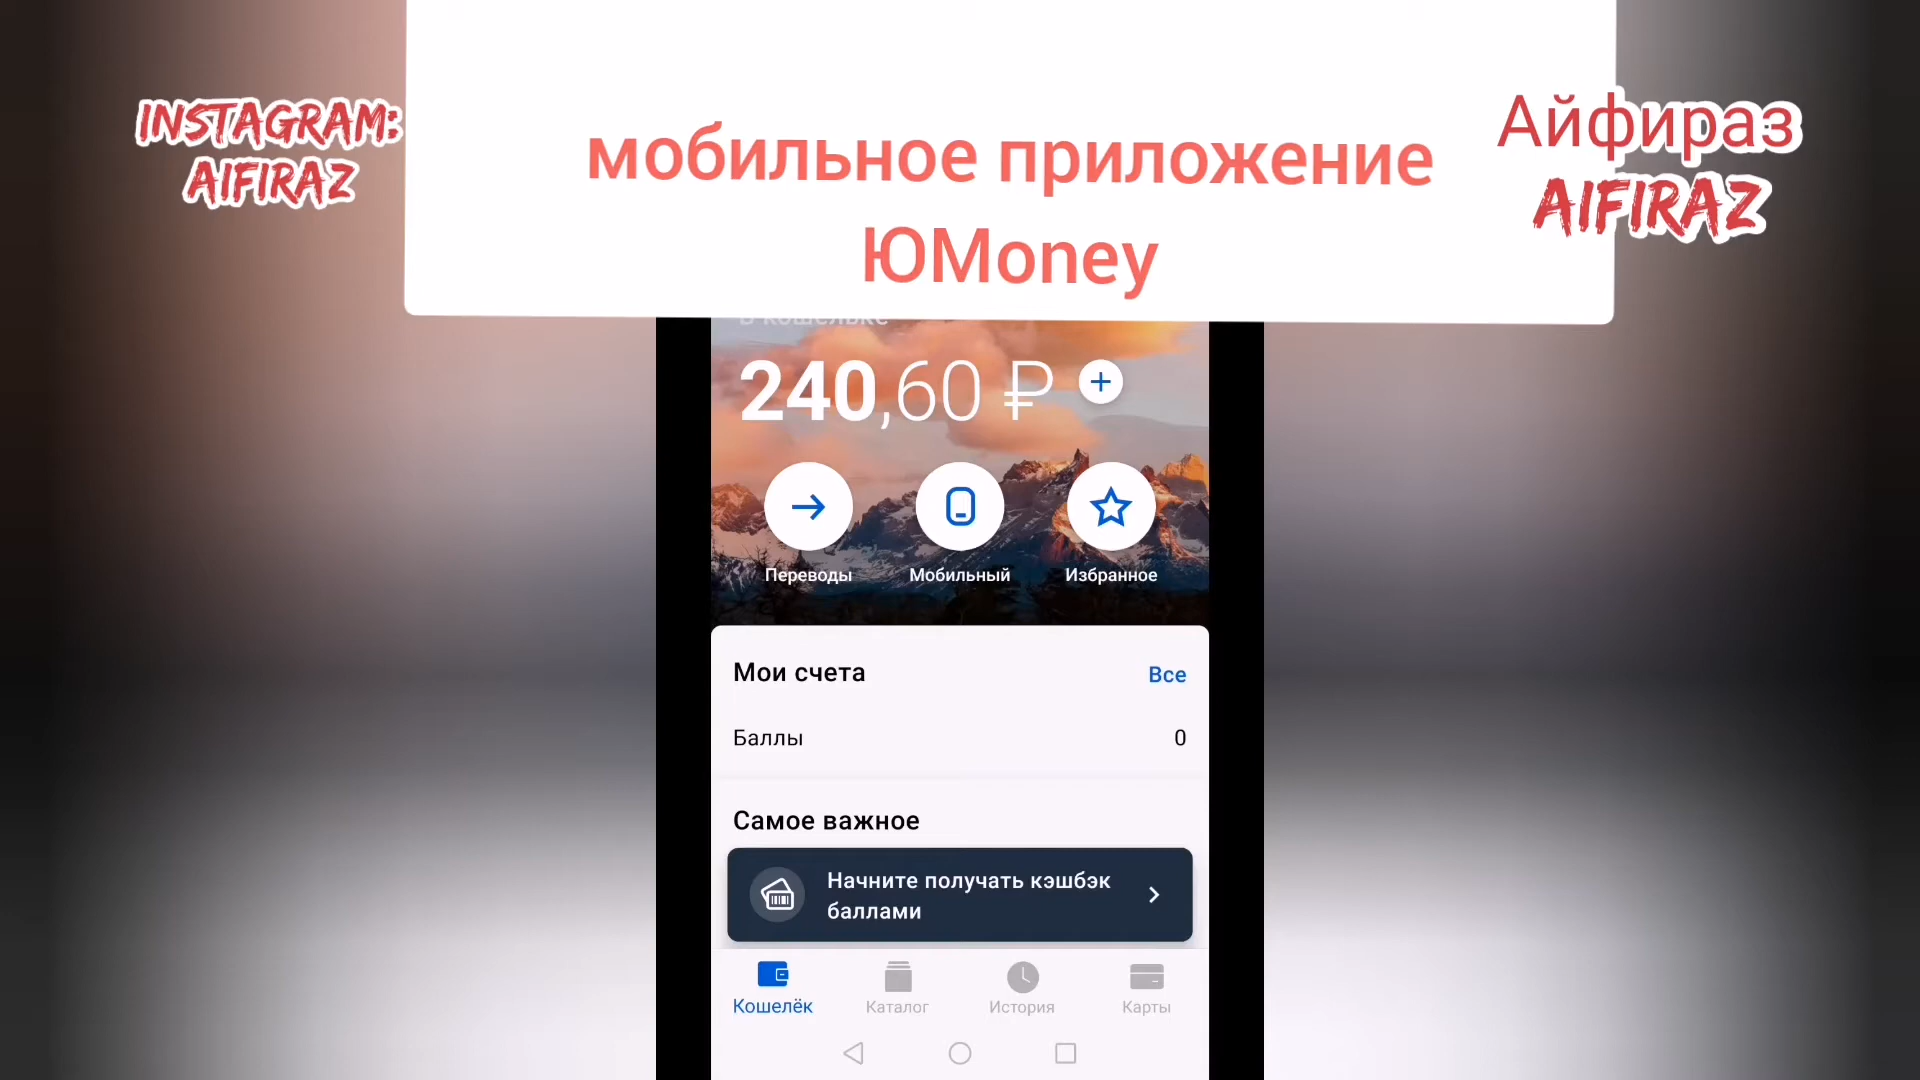 INSTAGRAM:
AIFIRAZ
мобильное приложение
ЮMoney
Айфираз
AIFIRAZ
240,60 ₽
Переводы
Мобильный
Избранное
Мои счета
Все
Баллы
0
Самое важное
Начните получать кэшбэк
баллами
Кошелёк
Каталог
История
Карты